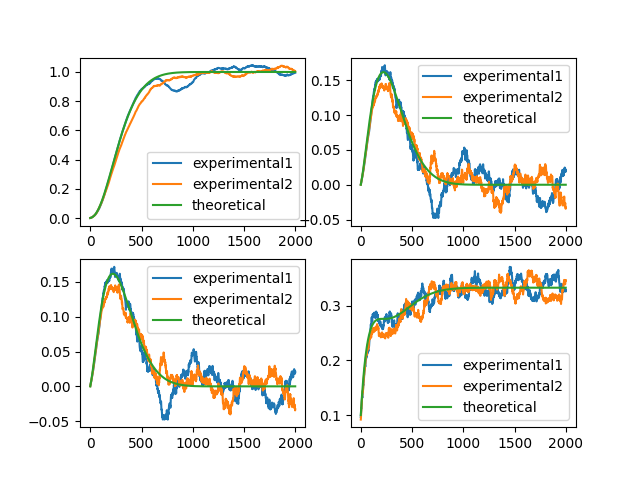 1.0
0.8
0.6
0.4
0.2
0.0
0 500 1000 1500 2000
experimental1
experimental2
theoretical
0.15
0.10
0.05
0.00
−0.05
0 500 1000 1500 2000
experimental1
experimental2
theoretical
0.15
0.10
0.05
0.00
−0.05
0 500 1000 1500 2000
experimental1
experimental2
theoretical
0.3
0.2
0.1
0 500 1000 1500 2000
experimental1
experimental2
theoretical